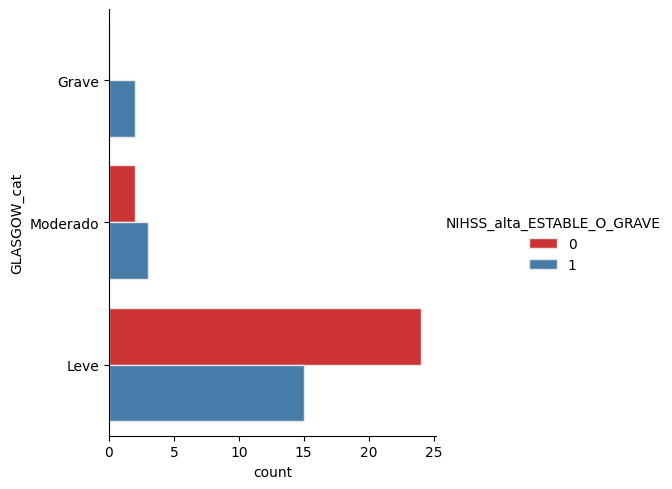 GLASGOW_cat
Grave
Moderado
Leve
0 5 10 15 20 25
count
NIHSS_alta_ESTABLE_O_GRAVE
0
1